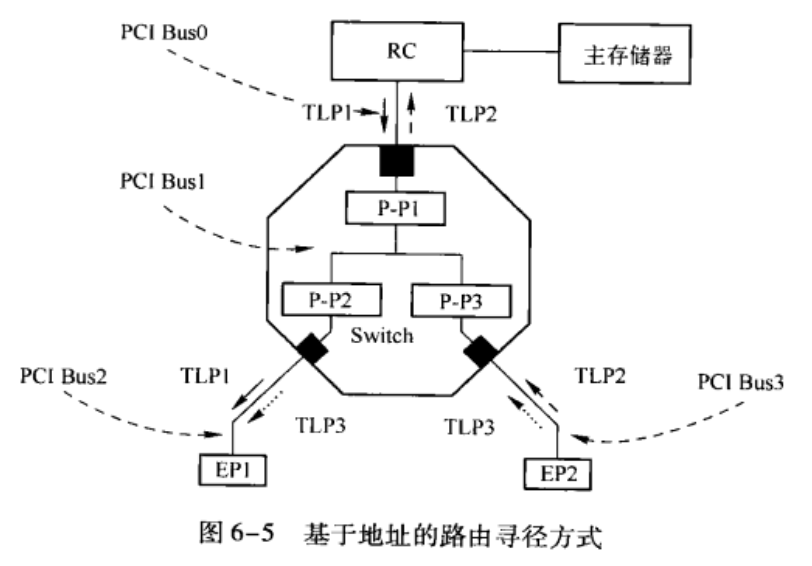 PCI Bus0
RC
主存储器
TLP1
TLP2
PCI Bus1
P-P1
P-P2
P-P3
Switch
PCI Bus2
TLP1
TLP2
PCI Bus3
TLP3
TLP3
EP1
EP2
图 6-5 基于地址的路由寻径方式